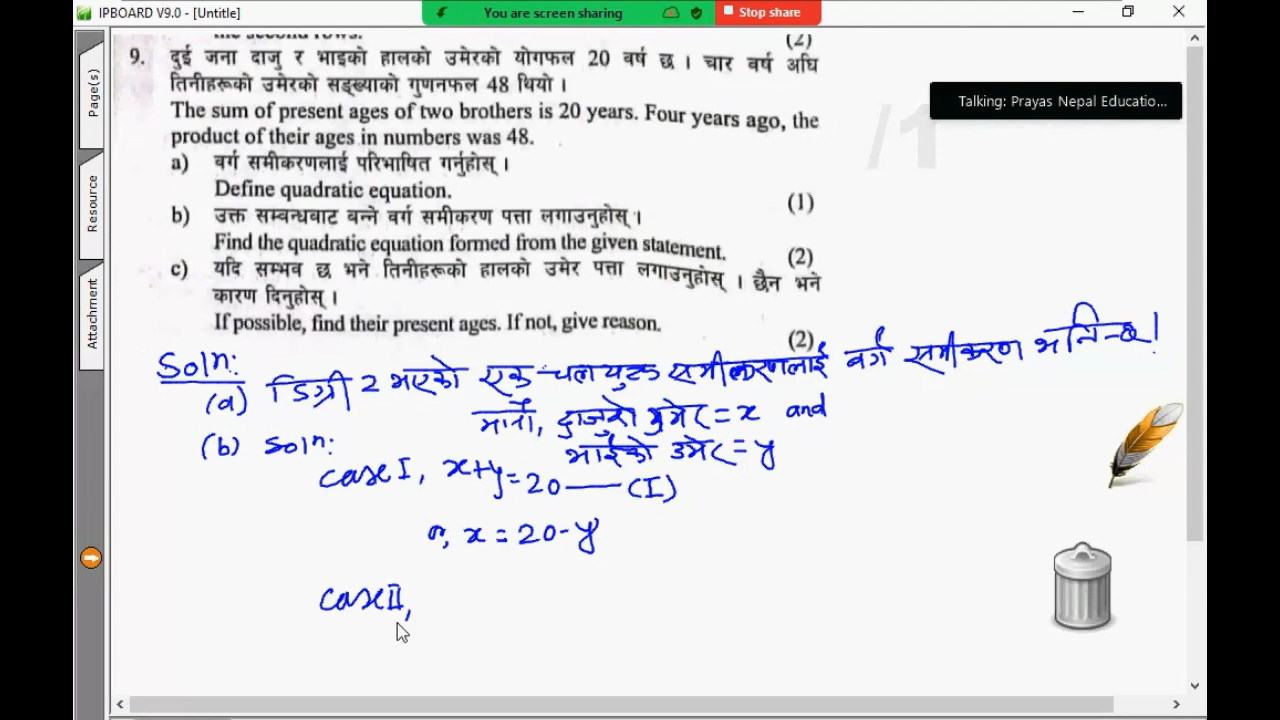 IPBOARD V9.0 - [Untitle]
You are screen sharing
Stop share
Page(s)
Resource
Attachment
Talking: Prayas Nepal Educatio...
the second rows.
(2)
9. दुई जना दाजु र भाइको हालको उमेरको योगफल 20 वर्ष छ । चार वर्ष अघि
तिनीहरूको उमेरको सङ्ख्याको गुणनफल 48 थियो ।
The sum of present ages of two brothers is 20 years. Four years ago, the
product of their ages in numbers was 48.
a) वर्ग समीकरणलाई परिभाषित गर्नुहोस् ।
Define quadratic equation. (1)
b) उक्त सम्बन्धबाट बन्ने वर्ग समीकरण पत्ता लगाउनुहोस् ।
Find the quadratic equation formed from the given statement. (2)
c) यदि सम्भव छ भने तिनीहरूको हालको उमेर पत्ता लगाउनुहोस् । छैन भने
कारण दिनुहोस् ।
If possible, find their present ages. If not, give reason. (2)
/1
Soln:
(a) डिग्री 2 भएको एक चलयुक्त समीकरणलाई वर्ग समीकरण भनिन्छ।
(b) Soln: मानौं, दाजुको उमेर = x and
भाईको उमेर = y
case I, x+y = 20 — (I)
or, x = 20-y
case II,